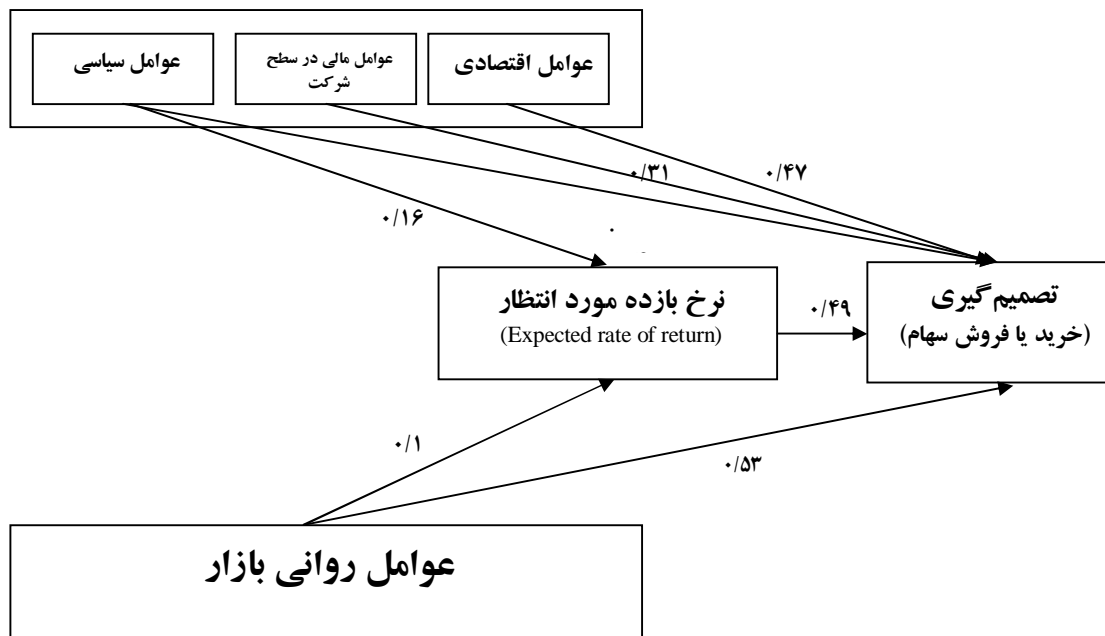 عوامل اقتصادی
عوامل مالی در سطح
شرکت
عوامل سیاسی
۰/۴۷
۰/۳۱
۰/۱۶
نرخ بازده مورد انتظار
(Expected rate of return)
۰/۴۹
تصمیم‌گیری
(خرید یا فروش سهام)
۰/۱
۰/۵۳
عوامل روانی بازار